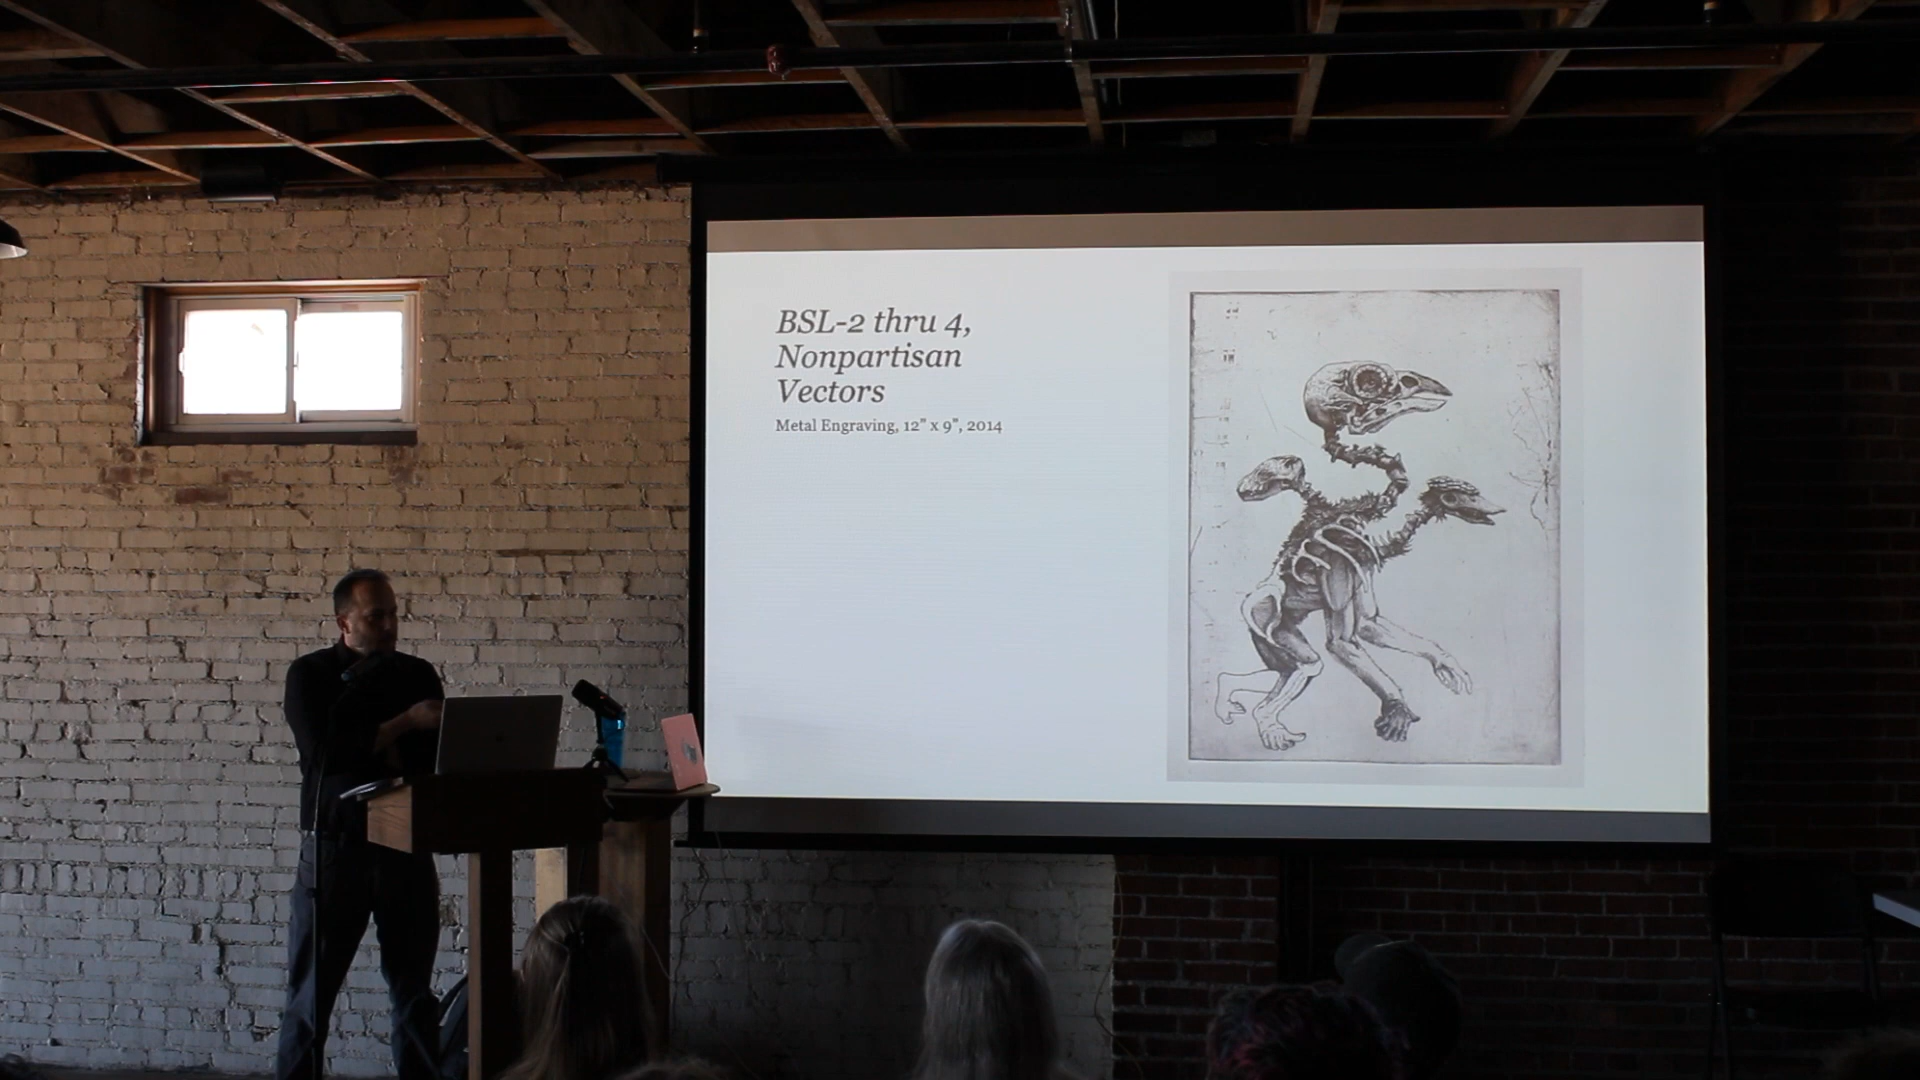 BSL-2 thru 4,
Nonpartisan
Vectors
Metal Engraving, 12” x 9”, 2014